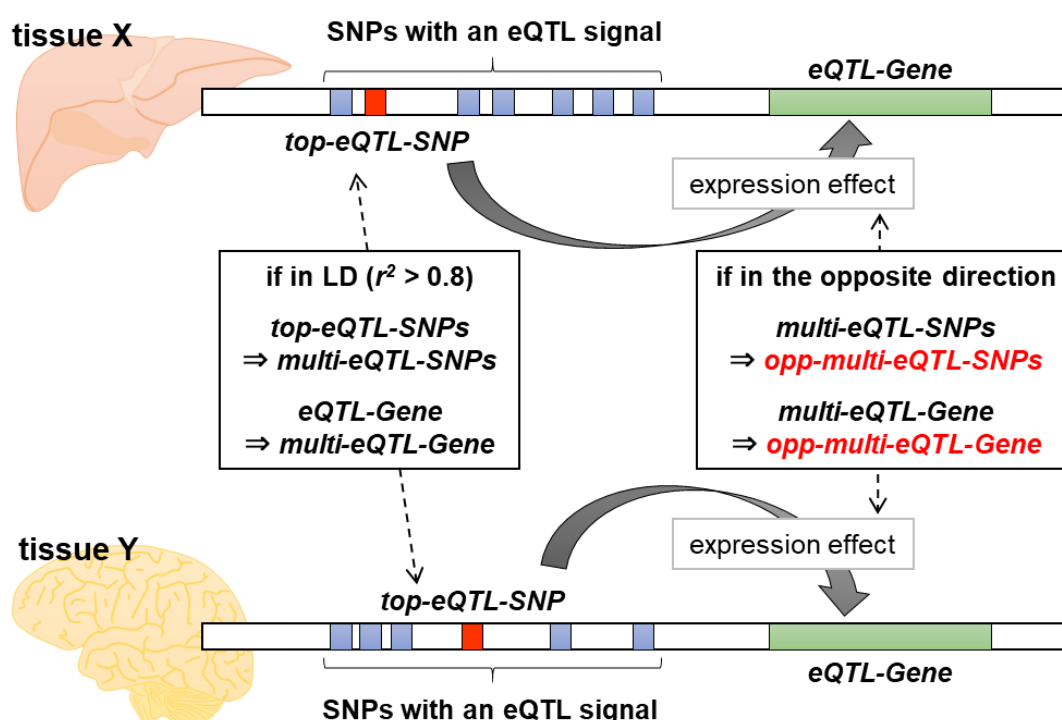 tissue X
SNPs with an eQTL signal
eQTL-Gene
top-eQTL-SNP
expression effect
if in LD (r² > 0.8)
top-eQTL-SNPs
⇒ multi-eQTL-SNPs
eQTL-Gene
⇒ multi-eQTL-Gene
if in the opposite direction
multi-eQTL-SNPs
⇒ opp-multi-eQTL-SNPs
multi-eQTL-Gene
⇒ opp-multi-eQTL-Gene
tissue Y
expression effect
top-eQTL-SNP
eQTL-Gene
SNPs with an eQTL signal